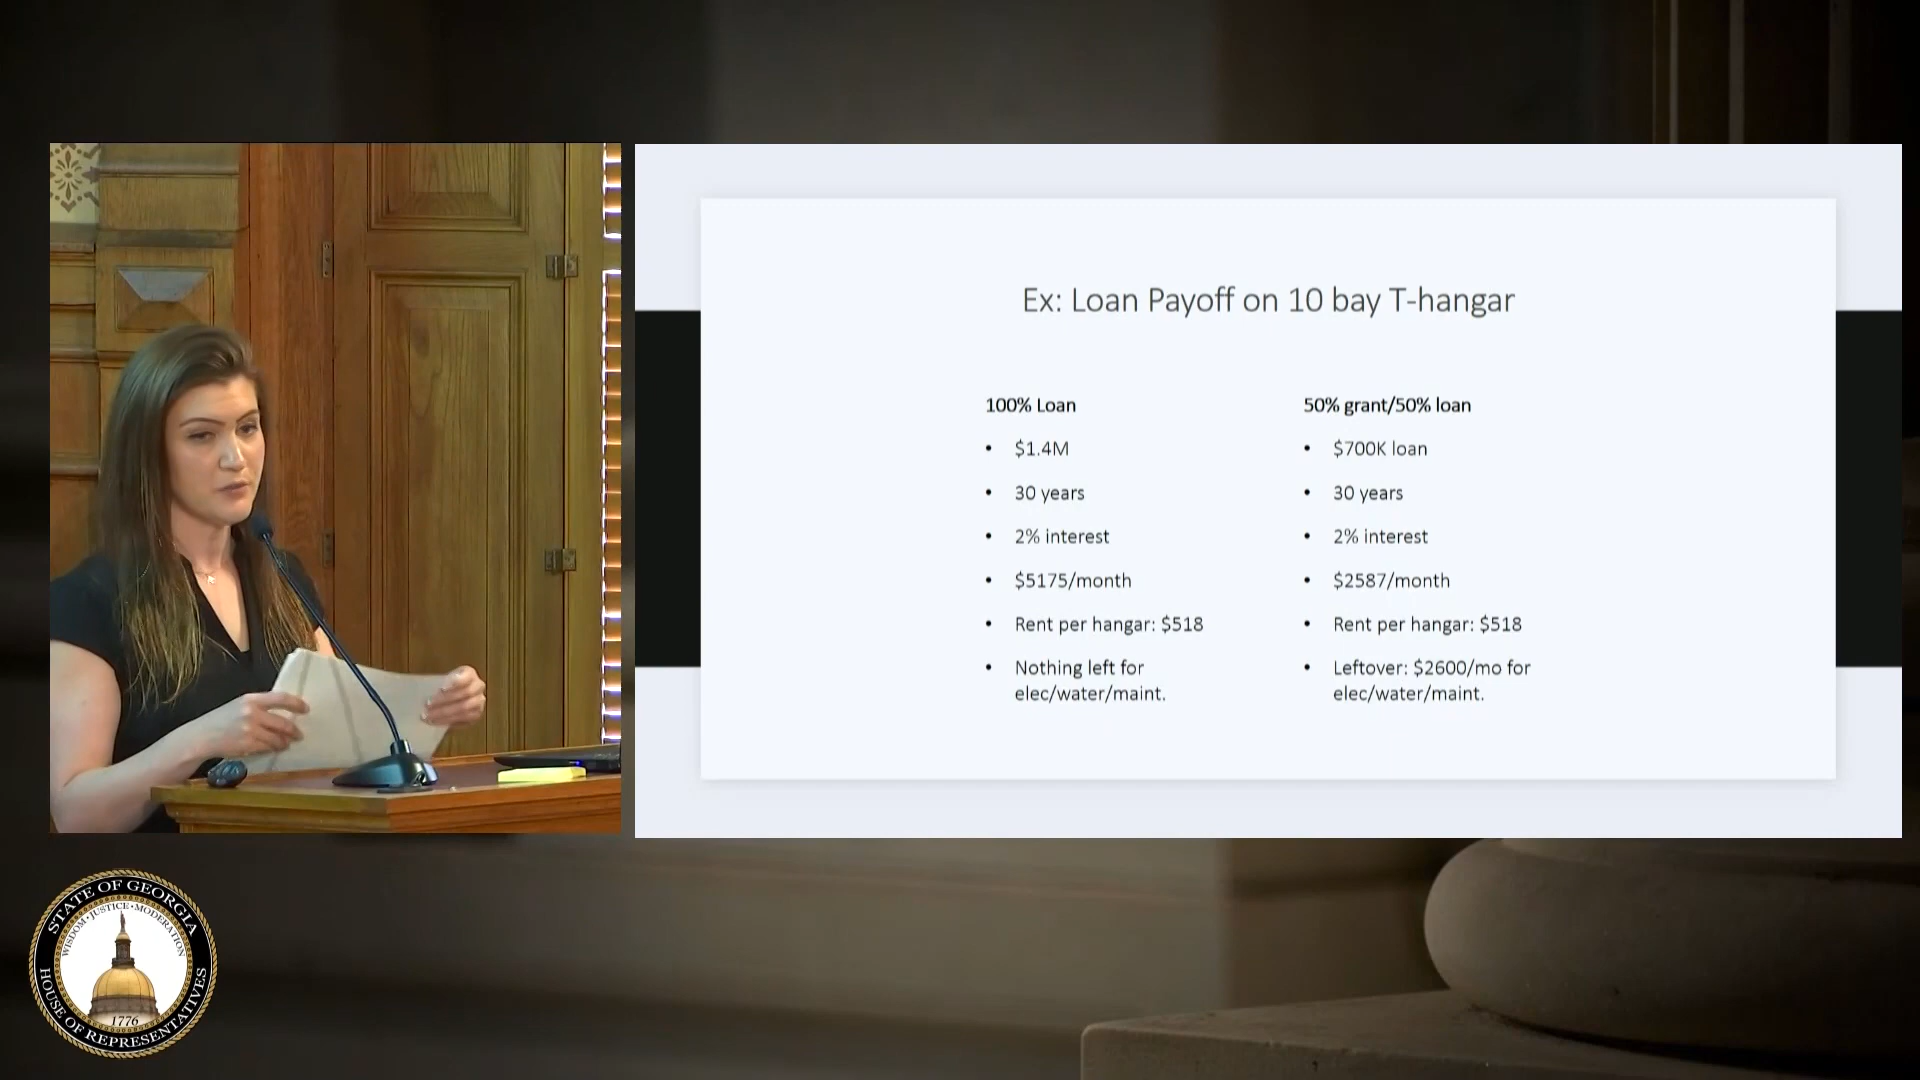 Ex: Loan Payoff on 10 bay T-hangar
100% Loan
• $1.4M
• 30 years
• 2% interest
• $5175/month
• Rent per hangar: $518
• Nothing left for
elec/water/maint.
50% grant/50% loan
• $700K loan
• 30 years
• 2% interest
• $2587/month
• Rent per hangar: $518
• Leftover: $2600/mo for
elec/water/maint.
STATE OF GEORGIA
WISDOM • JUSTICE • MODERATION
1776
HOUSE OF REPRESENTATIVES